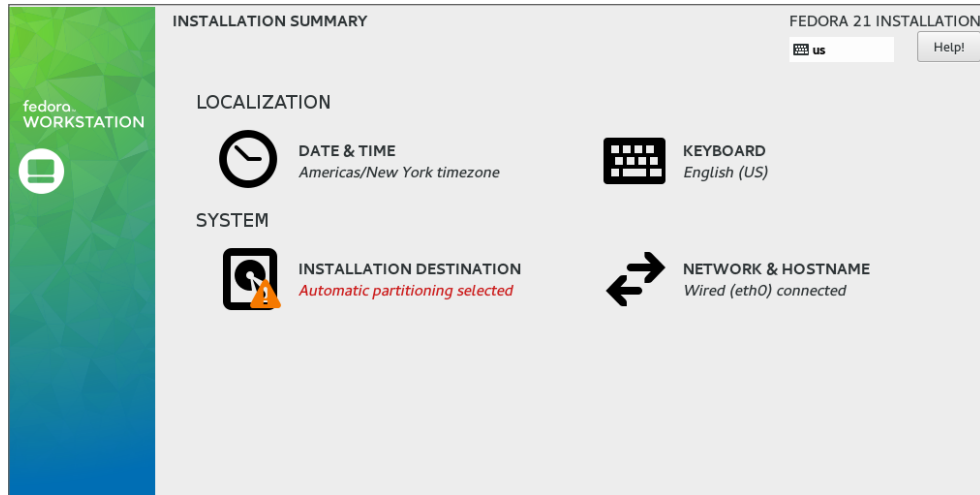 INSTALLATION SUMMARY
FEDORA 21 INSTALLATION
us
Help!
fedora
WORKSTATION
LOCALIZATION
DATE & TIME
Americas/New York timezone
KEYBOARD
English (US)
SYSTEM
INSTALLATION DESTINATION
Automatic partitioning selected
NETWORK & HOSTNAME
Wired (eth0) connected